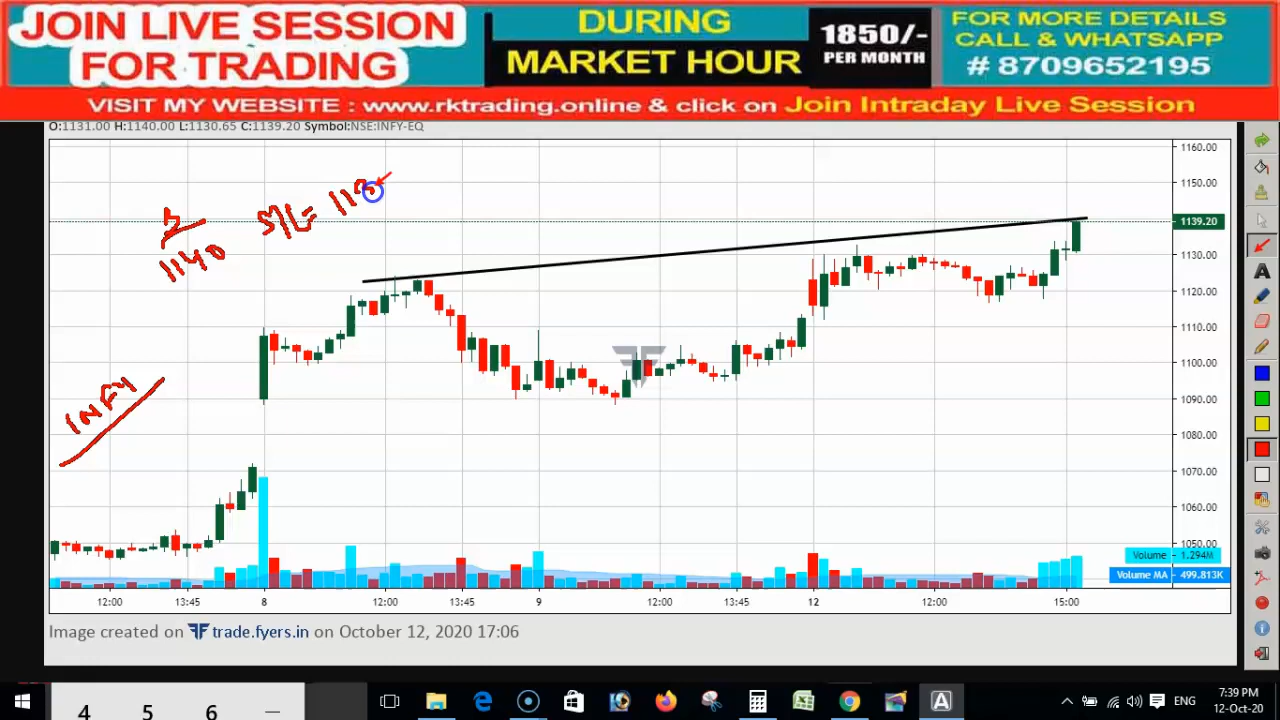 JOIN LIVE SESSION
FOR TRADING
DURING
MARKET HOUR
1850/-
PER MONTH
FOR MORE DETAILS
CALL & WHATSAPP
# 8709652195
VISIT MY WEBSITE : www.rktrading.online & click on Join Intraday Live Session
O:1131.00 H:1140.00 L:1130.65 C:1139.20 Symbol:NSE:INFY-EQ
1160.00
1150.00
1139.20
1130.00
1120.00
1110.00
1100.00
1090.00
1080.00
1070.00
1060.00
1050.00
1140
S/L=
INFY
Volume 1.294M
Volume MA 499.813K
12:00 13:45 8 12:00 13:45 9 12:00 13:45 12 12:00 15:00
Image created on trade.fyers.in on October 12, 2020 17:06
4 5 6 —
ENG
7:39 PM
12-Oct-20